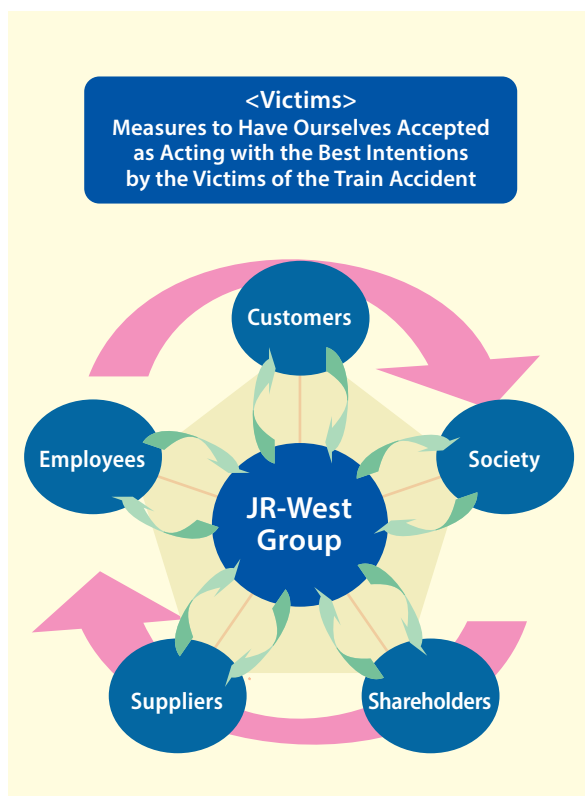 <Victims>
Measures to Have Ourselves Accepted
as Acting with the Best Intentions
by the Victims of the Train Accident
Customers
Employees
Society
JR-West
Group
Suppliers
Shareholders